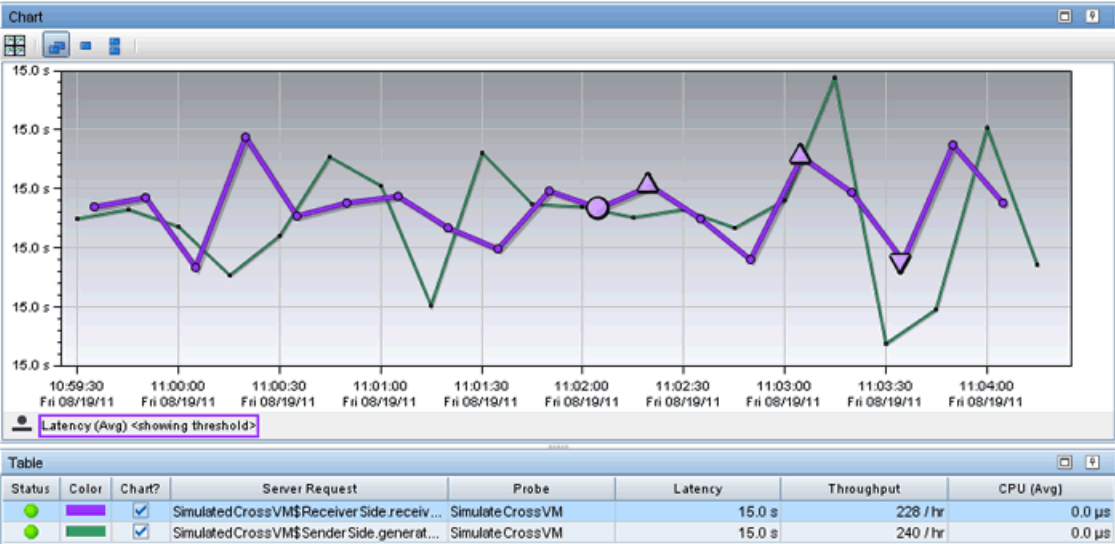 Chart
15.0 s
15.0 s
15.0 s
15.0 s
15.0 s
15.0 s
10:59:30 11:00:00 11:00:30 11:01:00 11:01:30 11:02:00 11:02:30 11:03:00 11:03:30 11:04:00
Fri 08/19/11 Fri 08/19/11 Fri 08/19/11 Fri 08/19/11 Fri 08/19/11 Fri 08/19/11 Fri 08/19/11 Fri 08/19/11 Fri 08/19/11 Fri 08/19/11
Latency (Avg) <showing threshold>
Table
Status Color Chart? Server Request Probe Latency Throughput CPU (Avg)
SimulatedCrossVM$ReceiverSide.receiv... SimulateCrossVM 15.0 s 228 / hr 0.0 µs
SimulatedCrossVM$SenderSide.generat... SimulateCrossVM 15.0 s 240 / hr 0.0 µs